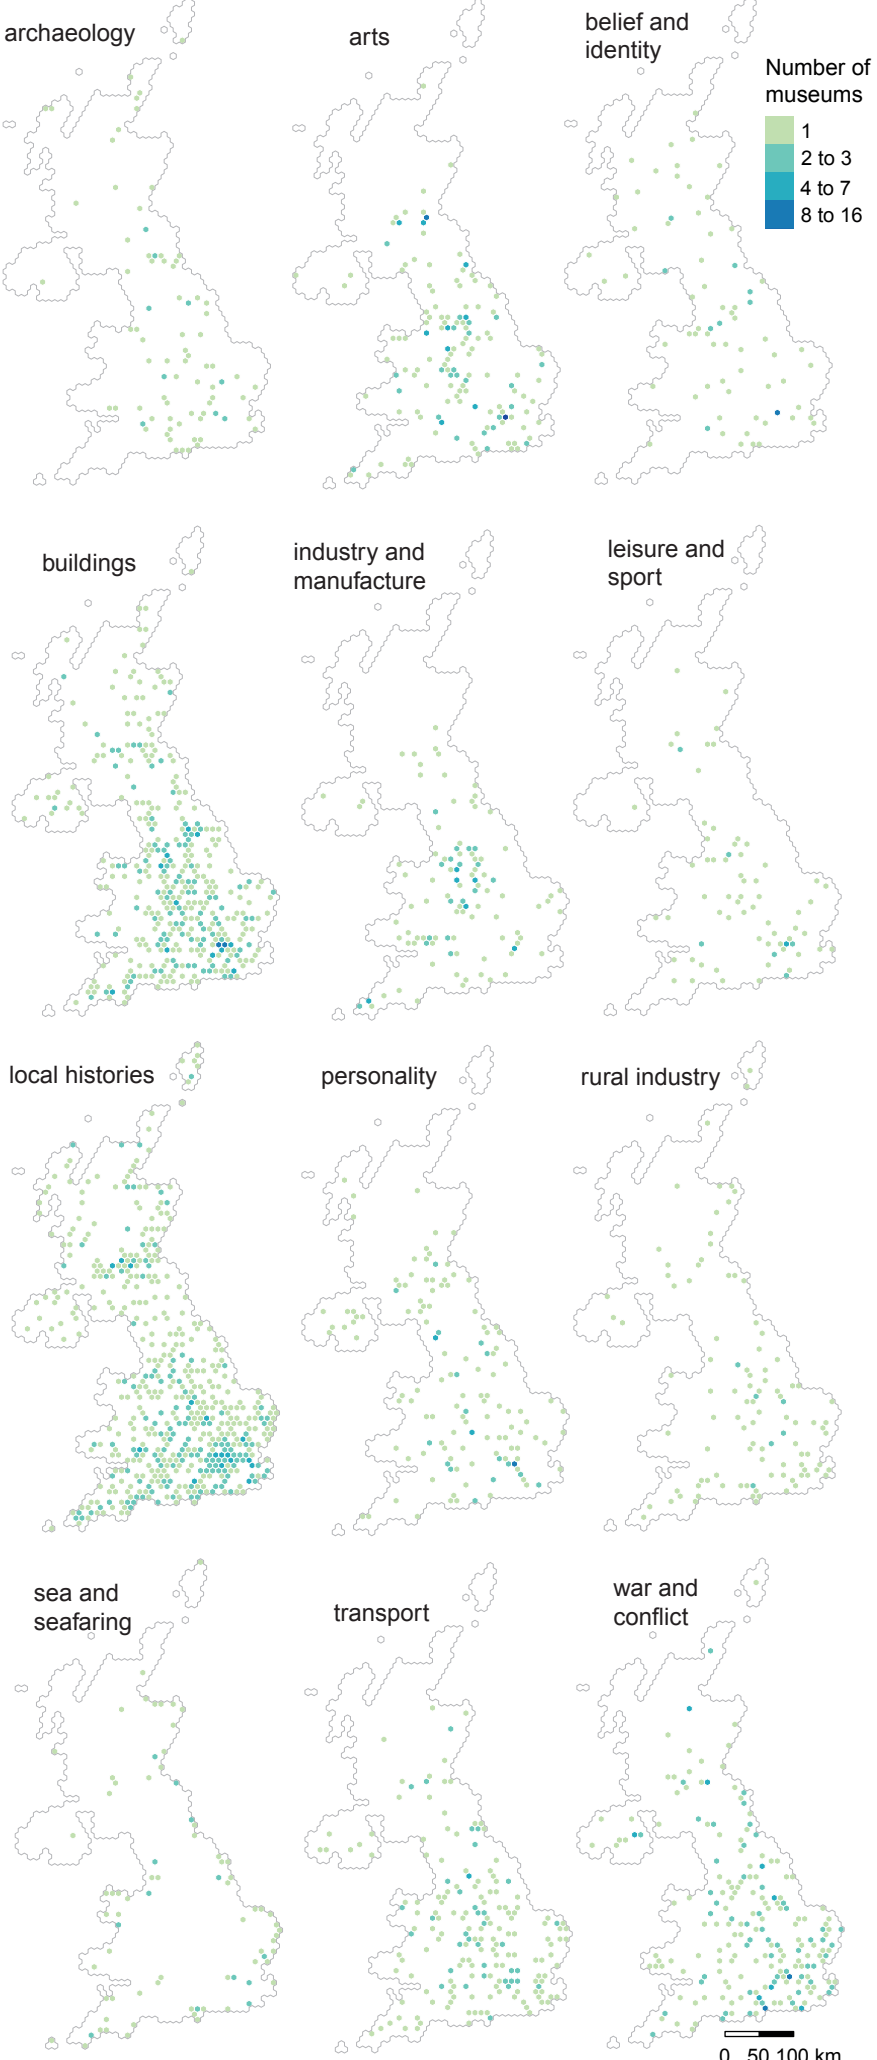 archaeology
arts
belief and
identity
Number of
museums
1
2 to 3
4 to 7
8 to 16
buildings
industry and
manufacture
leisure and
sport
local histories
personality
rural industry
sea and
seafaring
transport
war and
conflict
0 50 100 km